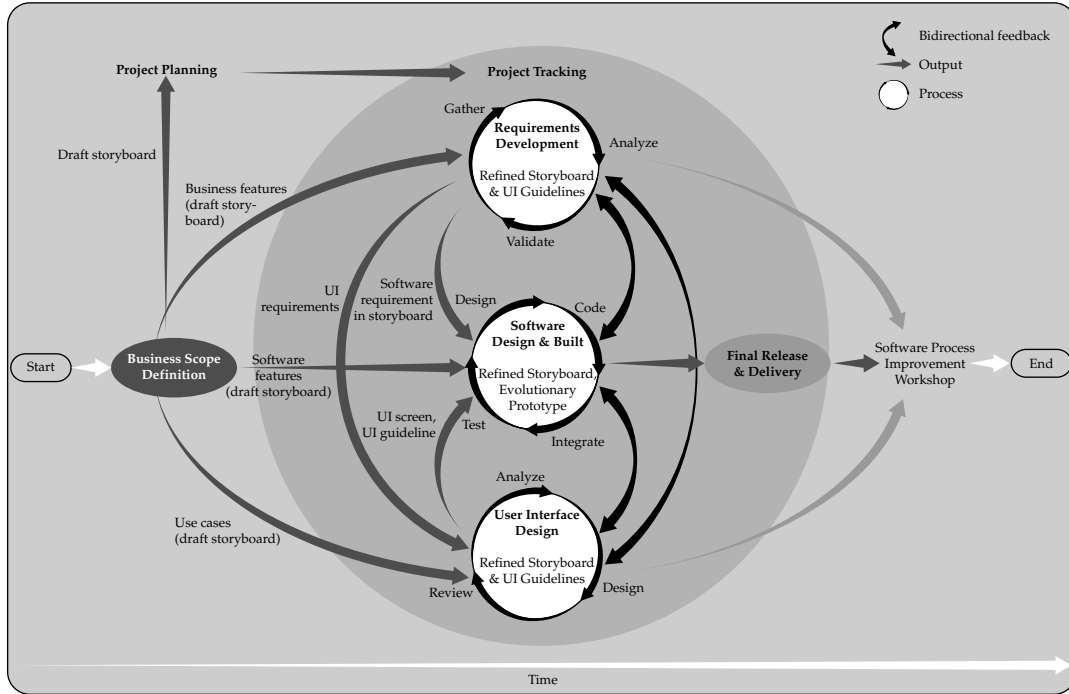 Bidirectional feedback
Output
Process
Project Planning
Project Tracking
Gather
Requirements
Development
Analyze
Refined Storyboard
& UI Guidelines
Validate
Draft storyboard
Business features
(draft story-
board)
UI
requirements
Software
requirement
in storyboard
Design
Code
Software
Design & Built
Refined Storyboard,
Evolutionary
Prototype
Start
Business Scope
Definition
Software
features
(draft storyboard)
Final Release
& Delivery
Software Process
Improvement
Workshop
End
UI screen,
UI guideline
Test
Integrate
Analyze
User Interface
Design
Refined Storyboard
& UI Guidelines
Use cases
(draft storyboard)
Review
Design
Time